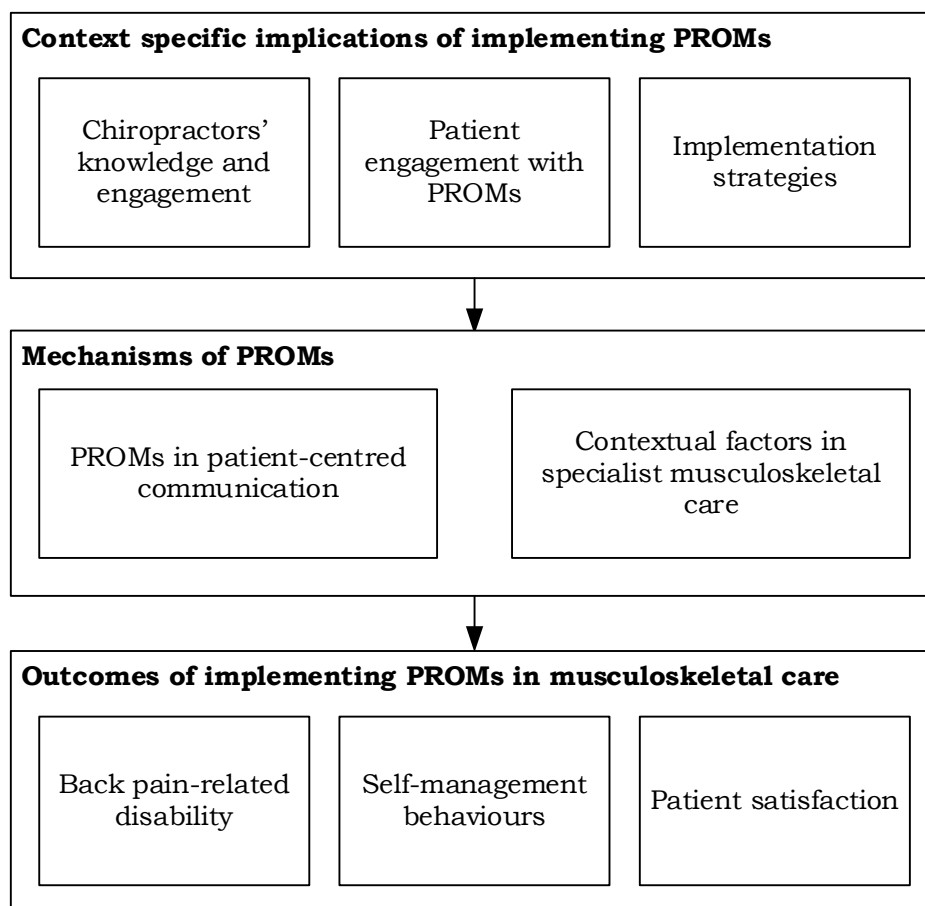 Context specific implications of implementing PROMs
Chiropractors’
knowledge and
engagement
Patient
engagement with
PROMs
Implementation
strategies
Mechanisms of PROMs
PROMs in patient-centred
communication
Contextual factors in
specialist musculoskeletal
care
Outcomes of implementing PROMs in musculoskeletal care
Back pain-related
disability
Self-management
behaviours
Patient satisfaction